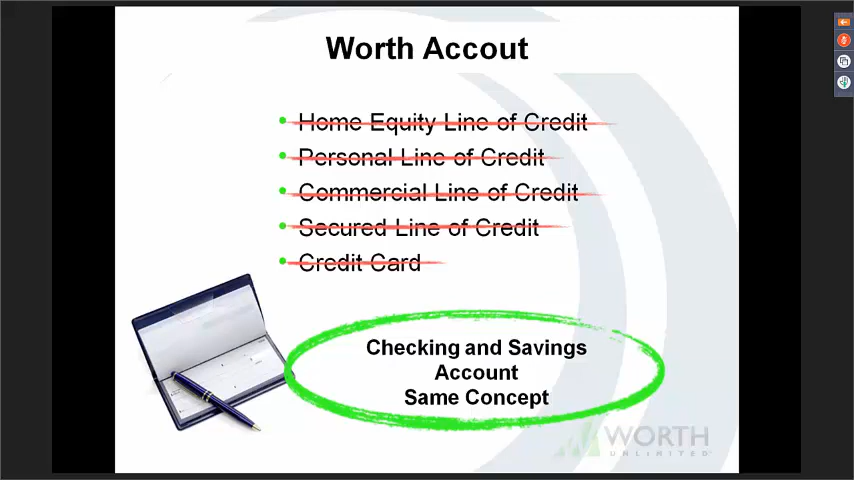 Worth Accout
Home Equity Line of Credit
Personal Line of Credit
Commercial Line of Credit
Secured Line of Credit
Credit Card
Checking and Savings
Account
Same Concept
WORTH
UNLIMITED